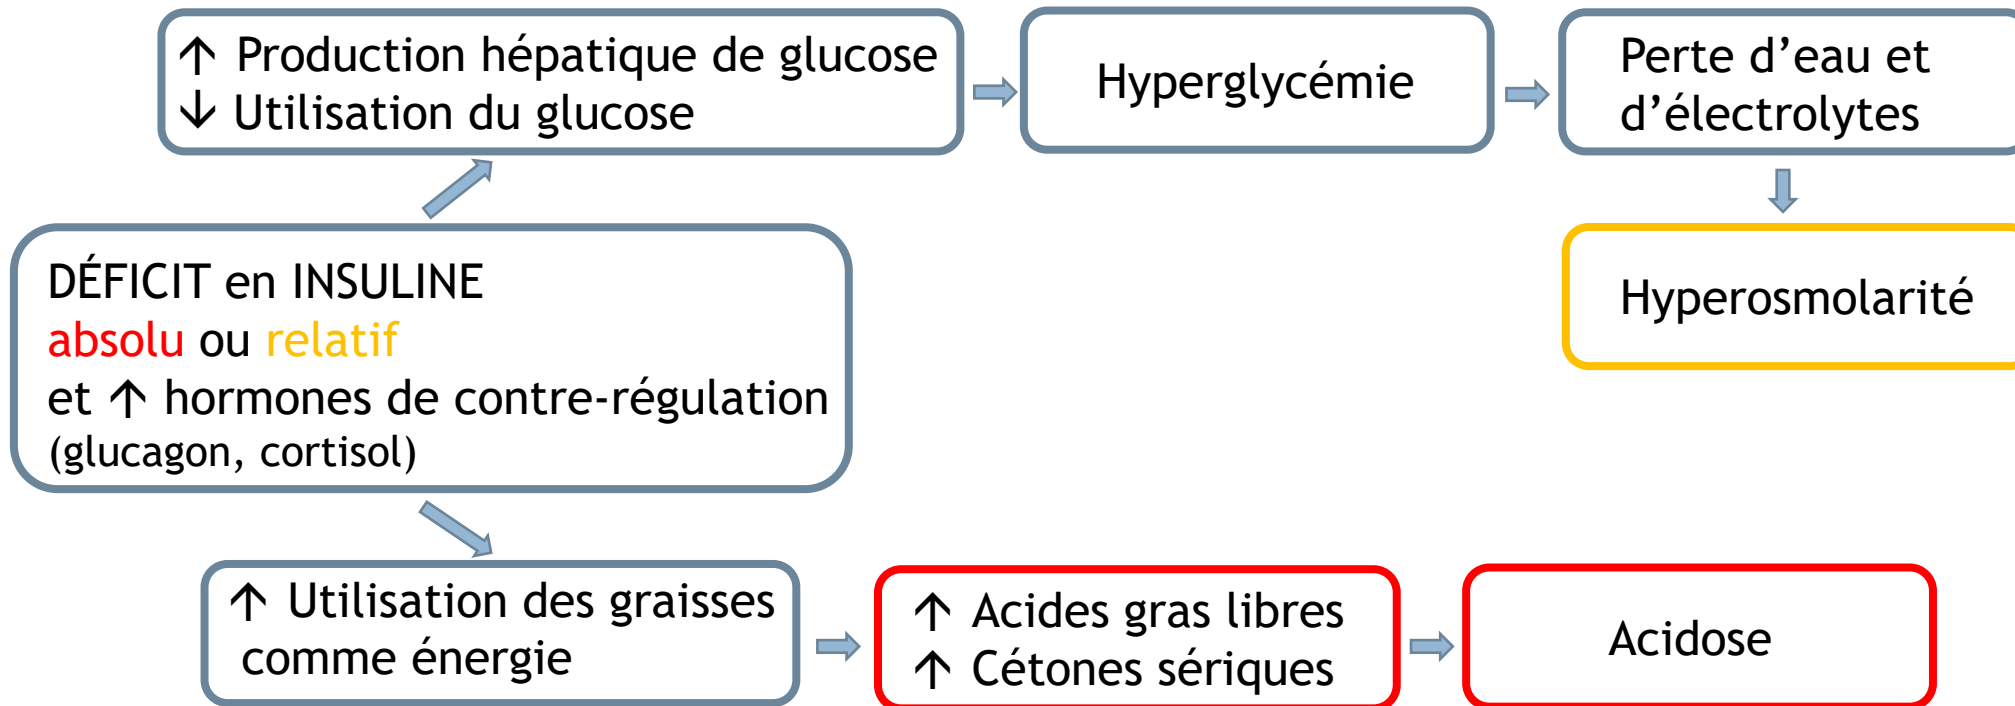 ↑ Production hépatique de glucose
↓ Utilisation du glucose
Hyperglycémie
Perte d’eau et
d’électrolytes
DÉFICIT en INSULINE
absolu ou relatif
et ↑ hormones de contre-régulation
(glucagon, cortisol)
Hyperosmolarité
↑ Utilisation des graisses
comme énergie
↑ Acides gras libres
↑ Cétones sériques
Acidose